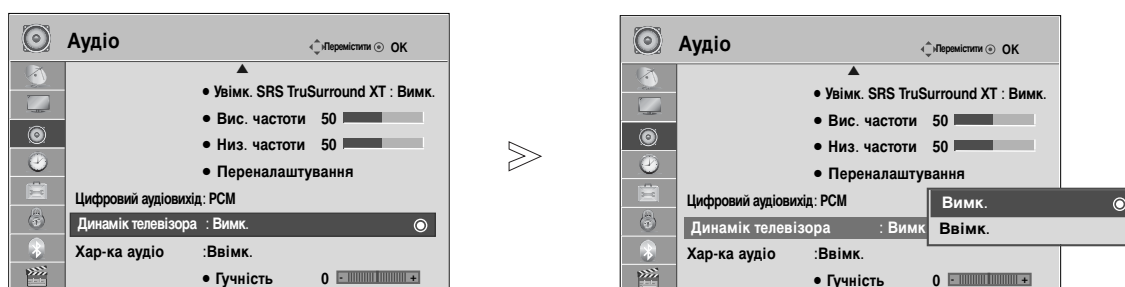 Аудіо Перемістити OK
• Увімк. SRS TruSurround XT : Вимк.
• Вис. частоти 50
• Низ. частоти 50
• Переналаштування
Цифровий аудіовихід: PCM
Динамік телевізора : Вимк.
Хар-ка аудіо :Ввімк.
• Гучність 0 - +
>
Аудіо Перемістити OK
• Увімк. SRS TruSurround XT : Вимк.
• Вис. частоти 50
• Низ. частоти 50
• Переналаштування
Цифровий аудіовихід: PCM
Динамік телевізора : Вимк
Вимк.
Ввімк.
Хар-ка аудіо :Ввімк.
• Гучність 0 - +